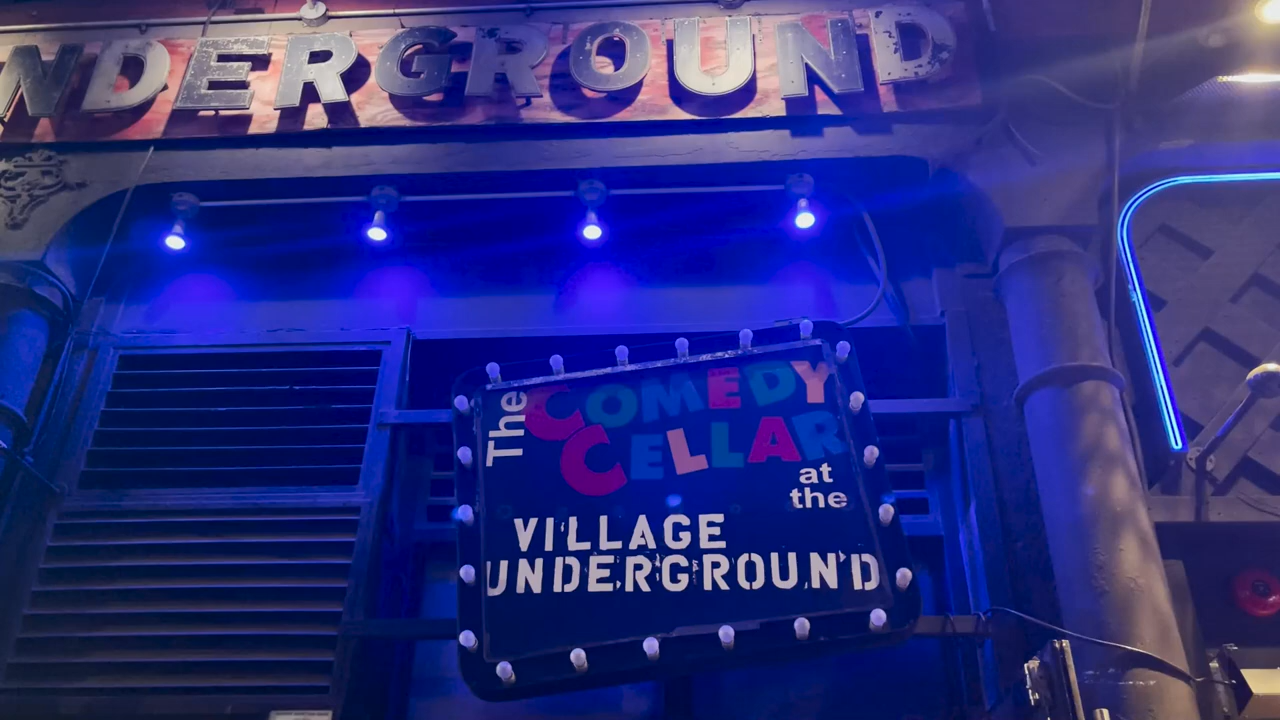 NDERGROUND
The
COMEDY
CELLAR
at
the
VILLAGE
UNDERGROUND